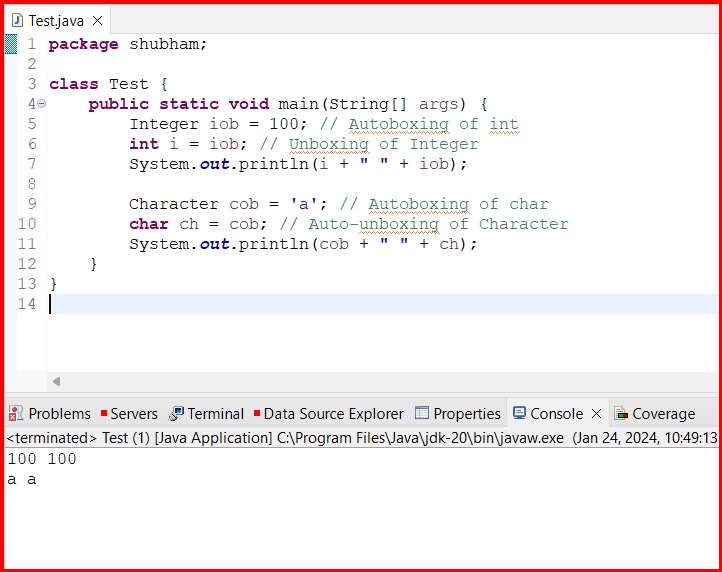 Test.java
1 package shubham;
2
3 class Test {
4 public static void main(String[] args) {
5 Integer iob = 100; // Autoboxing of int
6 int i = iob; // Unboxing of Integer
7 System.out.println(i + " " + iob);
8
9 Character cob = 'a'; // Autoboxing of char
10 char ch = cob; // Auto-unboxing of Character
11 System.out.println(cob + " " + ch);
12 }
13 }
14
Problems Servers Terminal Data Source Explorer Properties Console Coverage
<terminated> Test (1) [Java Application] C:\Program Files\Java\jdk-20\bin\javaw.exe (Jan 24, 2024, 10:49:13
100 100
a a